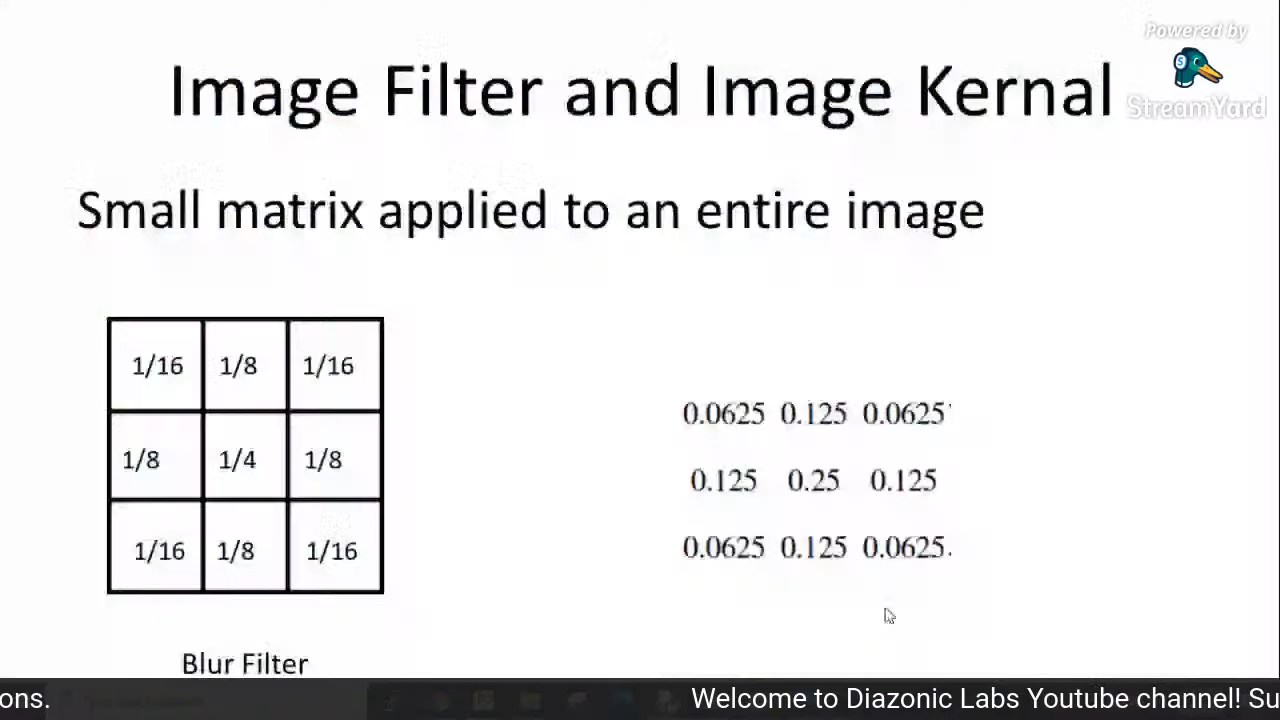 Powered by
StreamYard
Image Filter and Image Kernal
Small matrix applied to an entire image
1/16 1/8 1/16
1/8 1/4 1/8
1/16 1/8 1/16
0.0625 0.125 0.0625
0.125 0.25 0.125
0.0625 0.125 0.0625.
Blur Filter
ons. Welcome to Diazonic Labs Youtube channel! Su